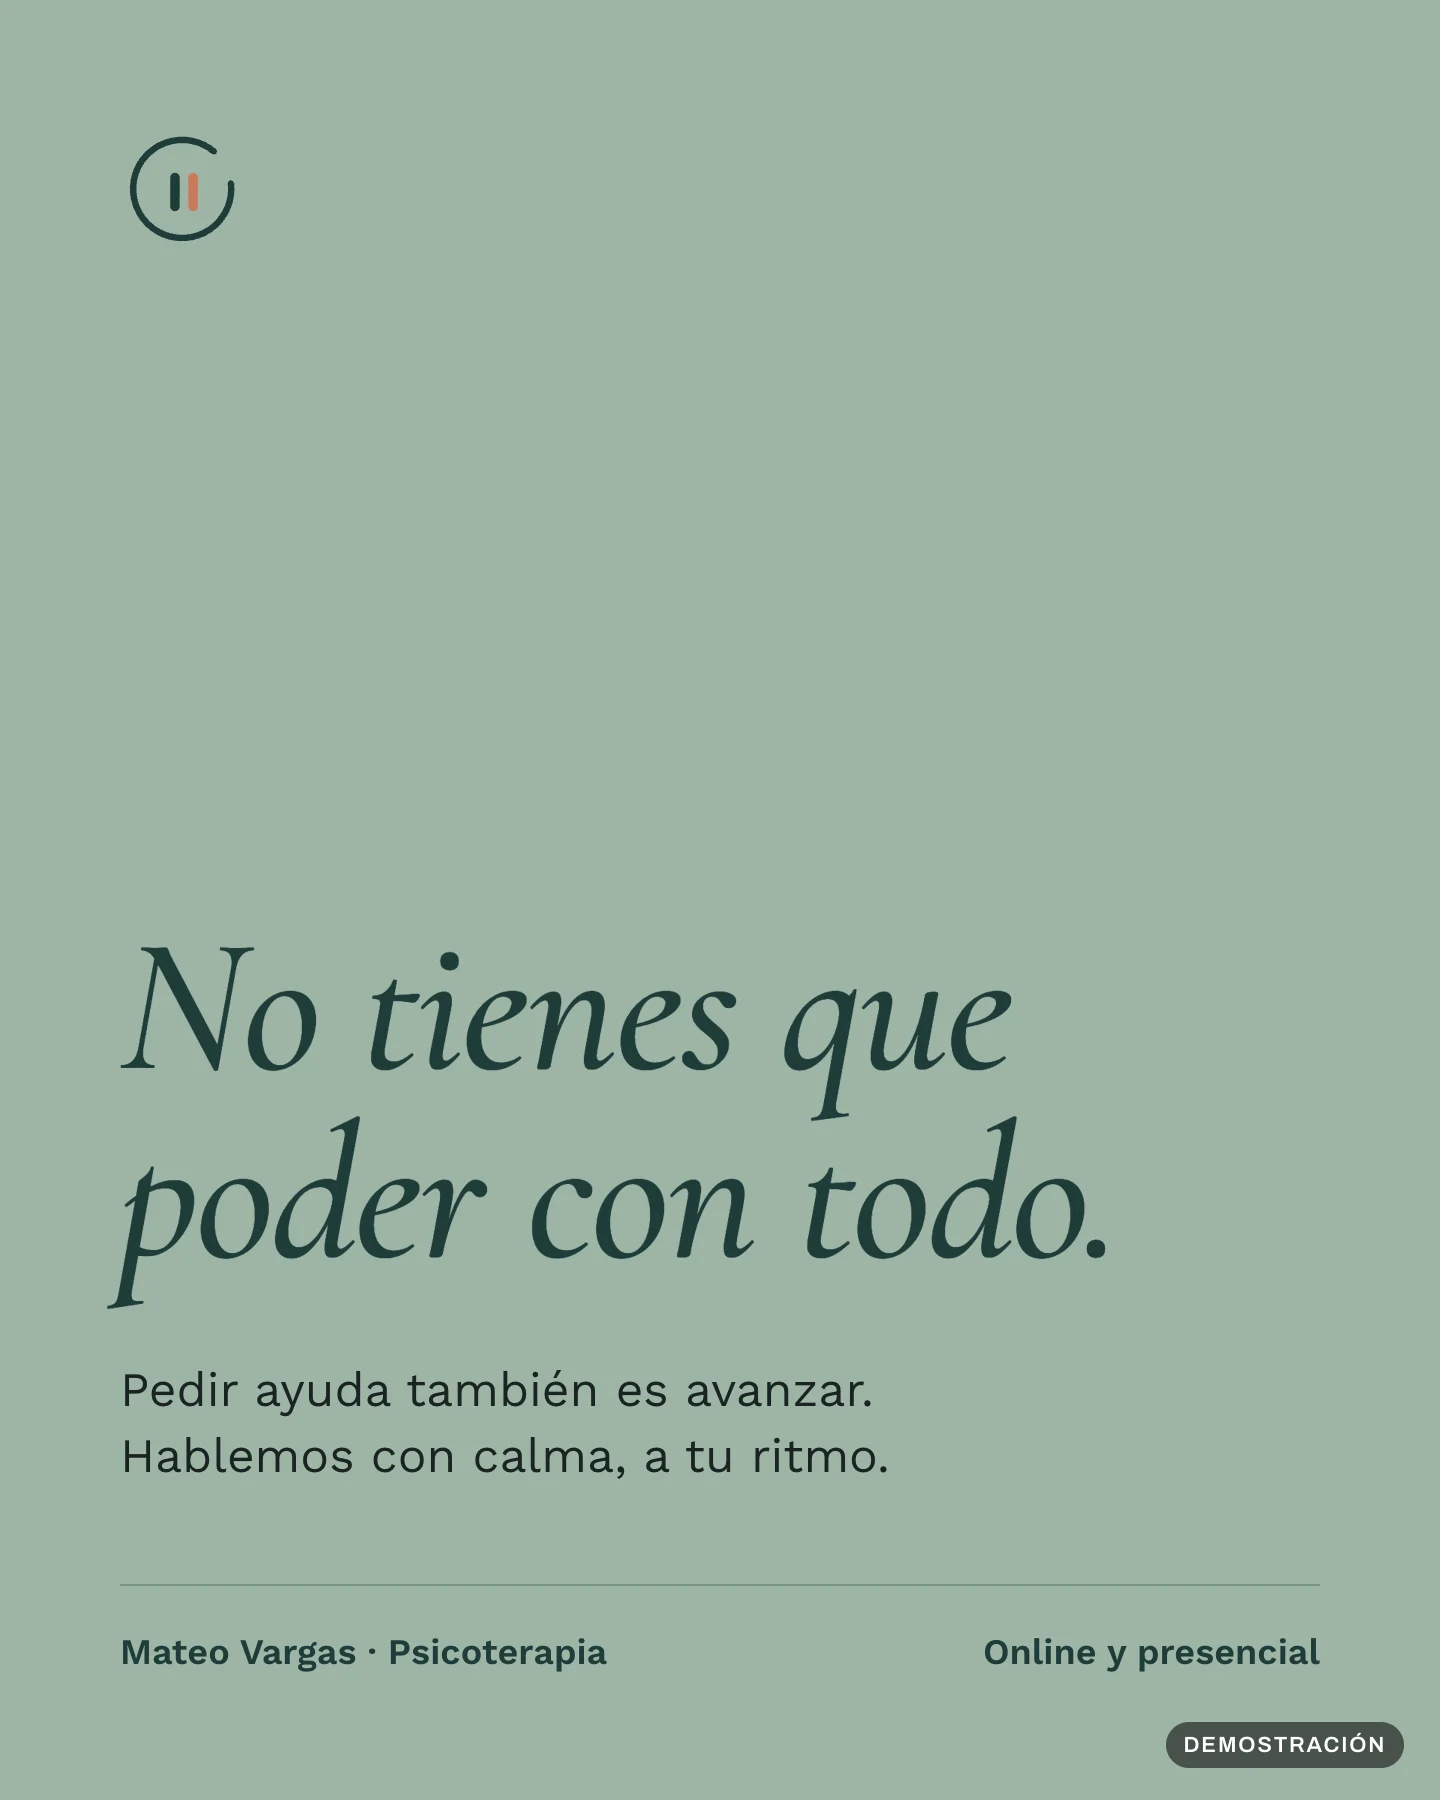 No tienes que
poder con todo.
Pedir ayuda también es avanzar.
Hablemos con calma, a tu ritmo.
Mateo Vargas · Psicoterapia
Online y presencial
DEMOSTRACIÓN